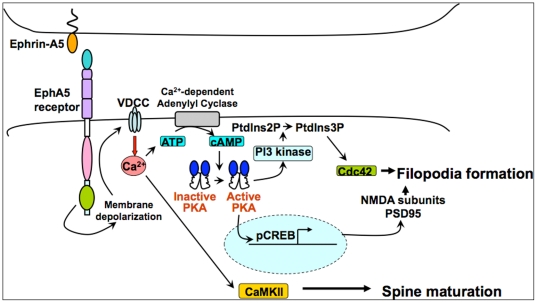 Ephrin-A5
EphA5
receptor
VDCC
Ca2+-dependent
Adenylyl Cyclase
PtdIns2P
PtdIns3P
ATP
cAMP
PI3 kinase
Ca2+
Cdc42
Filopodia formation
Inactive
PKA
Active
PKA
NMDA subunits
PSD95
Membrane
depolarization
pCREB
CaMKII
Spine maturation